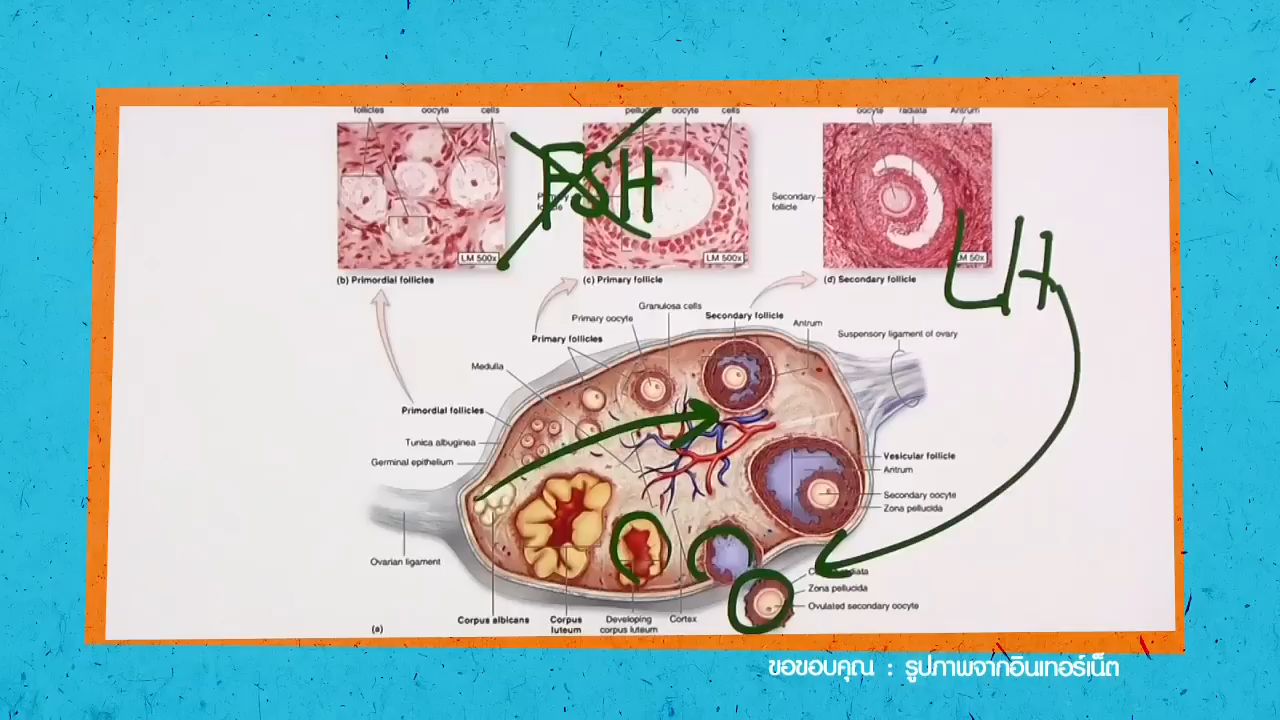 follicles oocyte cells
oocyte cells
oocyte radiata Antrum
FSH
Secondary
follicle
LM 500x
LM 500x
LM 50x
(b) Primordial follicles
(c) Primary follicle
(d) Secondary follicle
LH
Granulosa cells
Primary oocyte
Secondary follicle
Antrum
Primary follicles
Suspensory ligament of ovary
Medulla
Primordial follicles
Tunica albuginea
Germinal epithelium
Vesicular follicle
Antrum
Secondary oocyte
Zona pellucida
Ovarian ligament
Zona pellucida
Ovulated secondary oocyte
Corpus albicans
Corpus
luteum
Developing
corpus luteum
Cortex
(a)
ขอขอบคุณ : รูปภาพจากอินเทอร์เน็ต